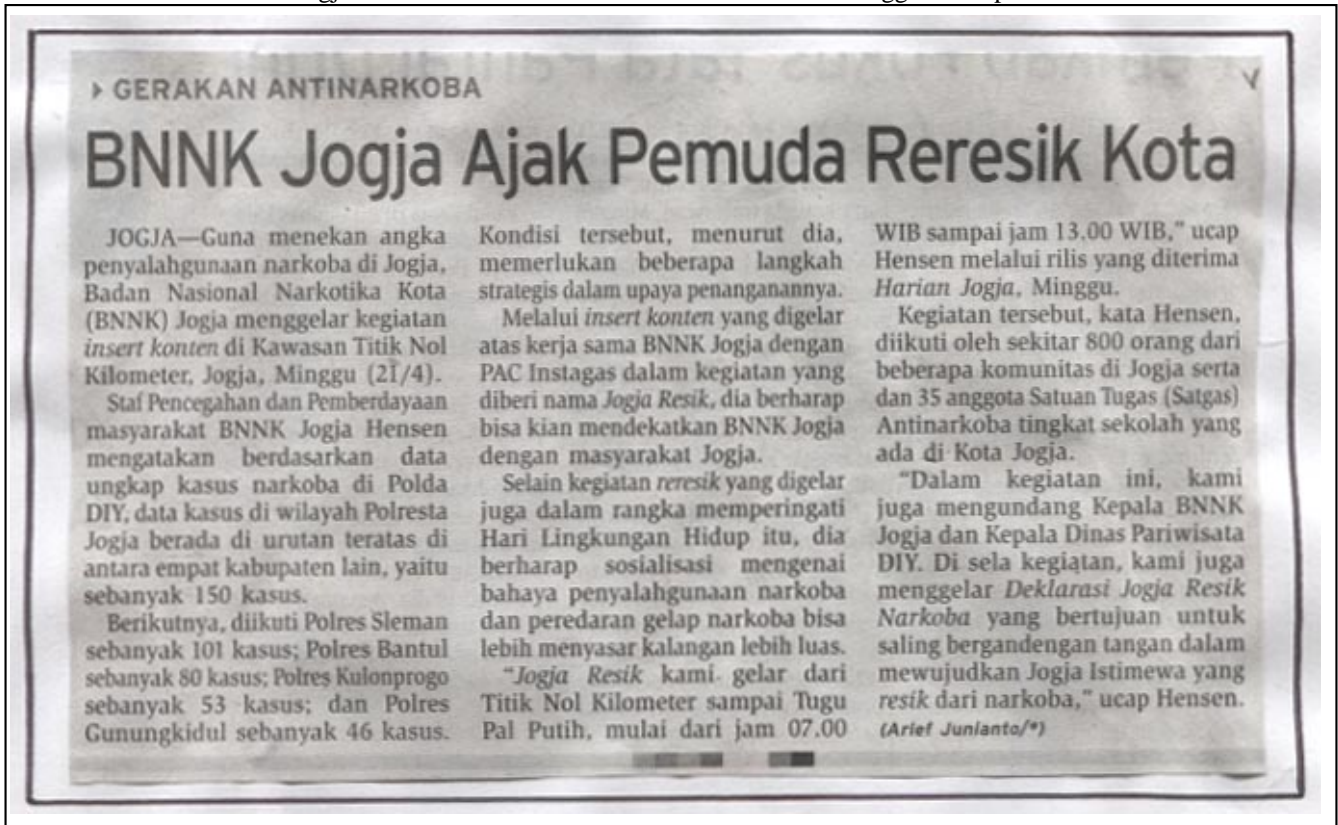 GERAKAN ANTINARKOBA
BNNK Jogja Ajak Pemuda Reresik Kota
JOGJA—Guna menekan angka
penyalahgunaan narkoba di Jogja,
Badan Nasional Narkotika Kota
(BNNK) Jogja menggelar kegiatan
insert konten di Kawasan Titik Nol
Kilometer, Jogja, Minggu (21/4).
Staf Pencegahan dan Pemberdayaan
masyarakat BNNK Jogja Hensen
mengatakan berdasarkan data
ungkap kasus narkoba di Polda
DIY, data kasus di wilayah Polresta
Jogja berada di urutan teratas di
antara empat kabupaten lain, yaitu
sebanyak 150 kasus.
Berikutnya, diikuti Polres Sleman
sebanyak 101 kasus; Polres Bantul
sebanyak 80 kasus; Polres Kulonprogo
sebanyak 53 kasus; dan Polres
Gunungkidul sebanyak 46 kasus.
Kondisi tersebut, menurut dia,
memerlukan beberapa langkah
strategis dalam upaya penanganannya.
Melalui insert konten yang digelar
atas kerja sama BNNK Jogja dengan
PAC Instagas dalam kegiatan yang
diberi nama Jogja Resik, dia berharap
bisa kian mendekatkan BNNK Jogja
dengan masyarakat Jogja.
Selain kegiatan reresik yang digelar
juga dalam rangka memperingati
Hari Lingkungan Hidup itu, dia
berharap sosialisasi mengenai
bahaya penyalahgunaan narkoba
dan peredaran gelap narkoba bisa
lebih menyasar kalangan lebih luas.
"Jogja Resik kami gelar dari
Titik Nol Kilometer sampai Tugu
Pal Putih, mulai dari jam 07.00
WIB sampai jam 13.00 WIB," ucap
Hensen melalui rilis yang diterima
Harian Jogja, Minggu.
Kegiatan tersebut, kata Hensen,
diikuti oleh sekitar 800 orang dari
beberapa komunitas di Jogja serta
dan 35 anggota Satuan Tugas (Satgas)
Antinarkoba tingkat sekolah yang
ada di Kota Jogja.
"Dalam kegiatan ini, kami
juga mengundang Kepala BNNK
Jogja dan Kepala Dinas Pariwisata
DIY. Di sela kegiatan, kami juga
menggelar Deklarasi Jogja Resik
Narkoba yang bertujuan untuk
saling bergandengan tangan dalam
mewujudkan Jogja Istimewa yang
resik dari narkoba," ucap Hensen.
(Arief Junianto/*)